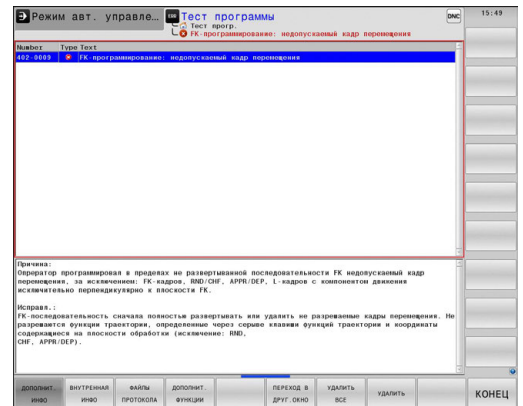 Режим авт. управле…
Тест программы
DNC
15:49
Тест прогр.
FK-программирование: недопускаемый кадр перемещения
Number Type Text
402-0009 FK-программирование: недопускаемый кадр перемещения
Причина:
Оператор программировал в пределах не развертыванной последовательности FK недопускаемый кадр
перемещения, за исключением: FK-кадров, RND/CHF, APPR/DEP, L-кадров с компонентом движения
исключительно перпендикулярно к плоскости FK.
Исправл.:
FK-последовательность сначала полностью развертывать или удалить не разрешаемые кадры перемещения. Не
разрешаются функции траектории, определенные через серые клавиши функций траектории и координаты
содержащиеся на плоскости обработки (исключение: RND,
CHF, APPR/DEP).
ДОПОЛНИТ. ИНФО
ВНУТРЕННАЯ ИНФО
ФАЙЛЫ ПРОТОКОЛА
ДОПОЛНИТ. ФУНКЦИИ
ПЕРЕХОД В ДРУГ.ОКНО
УДАЛИТЬ ВСЕ
УДАЛИТЬ
КОНЕЦ